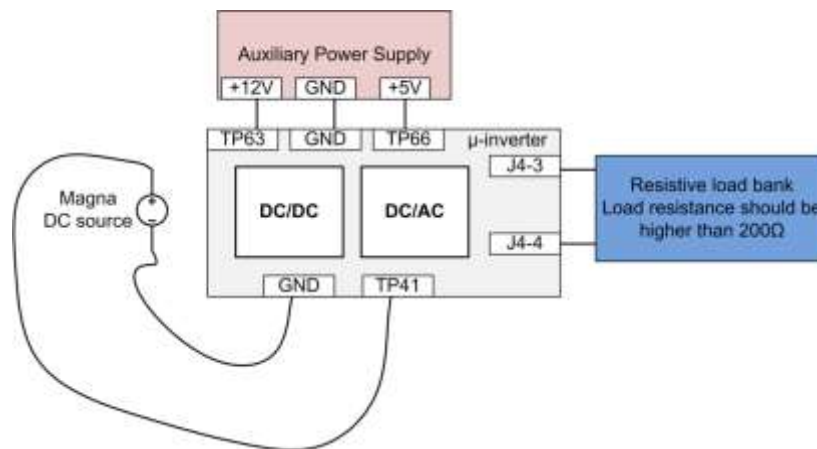 Auxiliary Power Supply
+12V GND +5V
TP63 GND TP66 µ-inverter
J4-3
Magna
DC source
+
−
DC/DC DC/AC
Resistive load bank
Load resistance should be
higher than 200Ω
J4-4
GND TP41